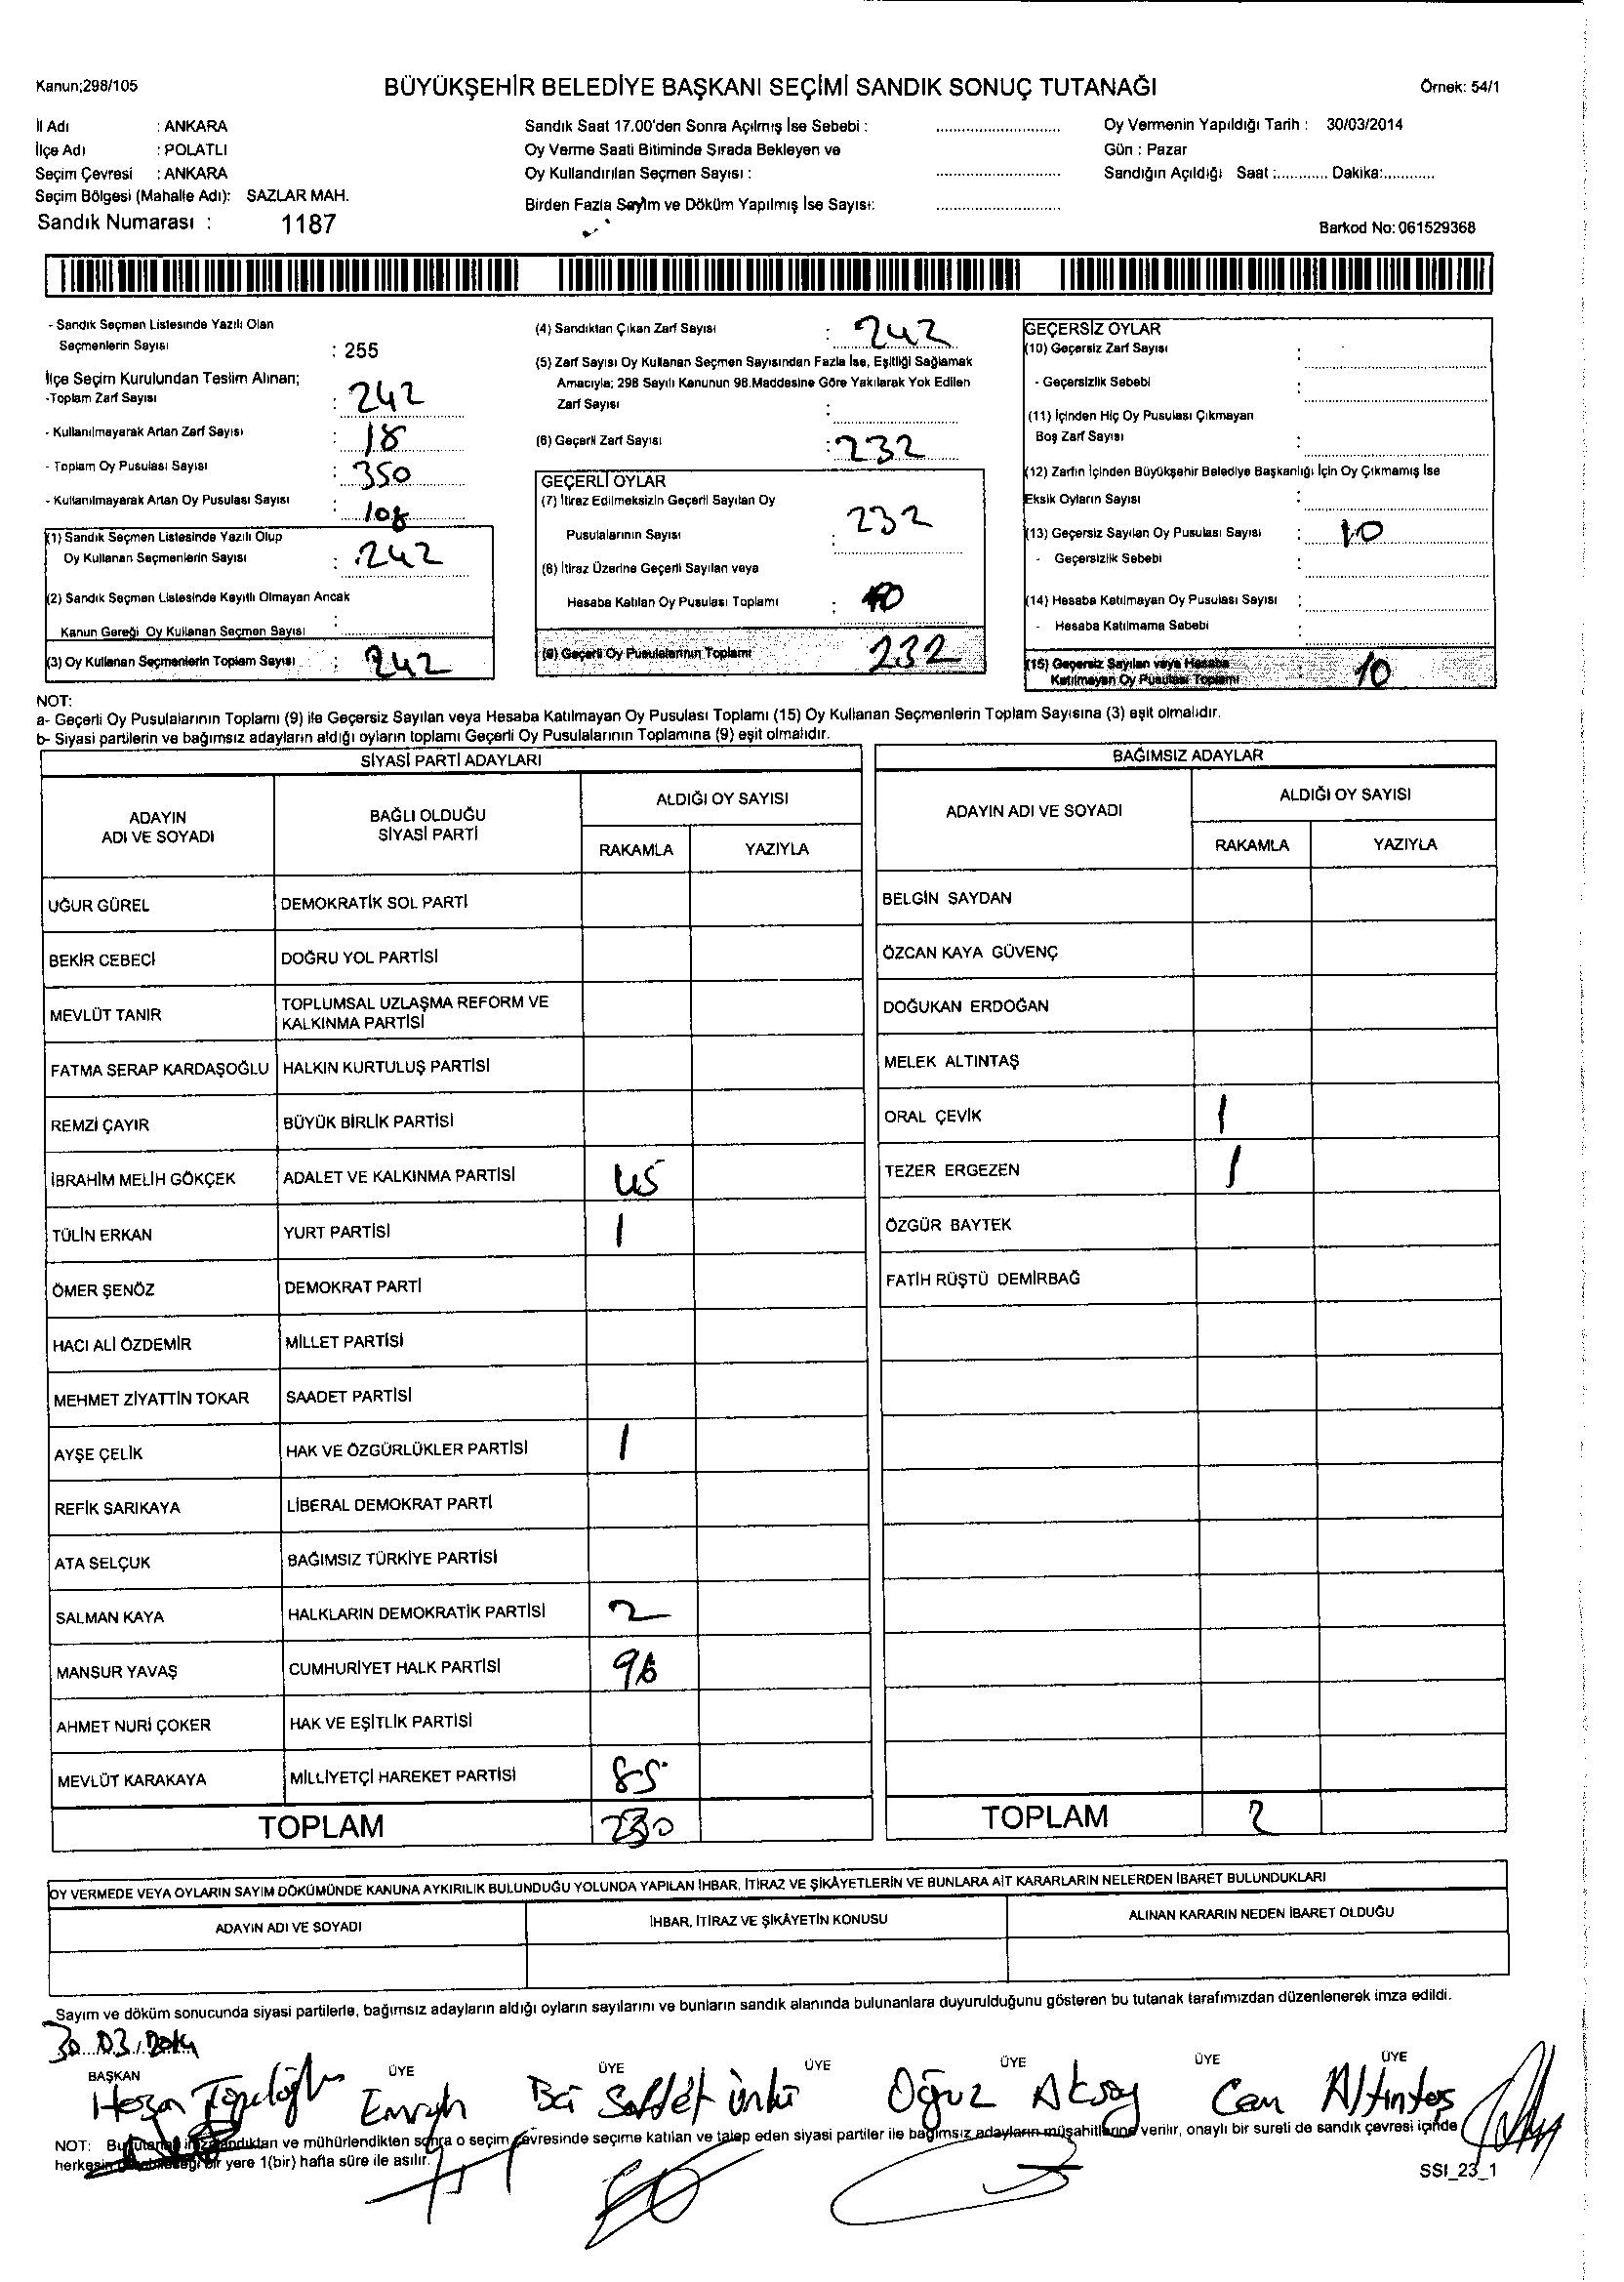 Kanun;298/105
BÜYÜKŞEHİR BELEDİYE BAŞKANI SEÇİMİ SANDIK SONUÇ TUTANAĞI
Örnek: 54/1
İl Adı : ANKARA
İlçe Adı : POLATLI
Seçim Çevresi : ANKARA
Seçim Bölgesi (Mahalle Adı): SAZLAR MAH.
Sandık Numarası : 1187
Sandık Saat 17.00'den Sonra Açılmış İse Sebebi :
Oy Verme Saati Bitiminde Sırada Bekleyen ve
Oy Kullandırılan Seçmen Sayısı :
Birden Fazla Sayım ve Döküm Yapılmış İse Sayısı:
Oy Vermenin Yapıldığı Tarih : 30/03/2014
Gün : Pazar
Sandığın Açıldığı Saat :............ Dakika:............
Barkod No: 061529368
- Sandık Seçmen Listesinde Yazılı Olan
Seçmenlerin Sayısı : 255
İlçe Seçim Kurulundan Teslim Alınan;
-Toplam Zarf Sayısı : 242
- Kullanılmayarak Artan Zarf Sayısı : 18
- Toplam Oy Pusulası Sayısı : 350
- Kullanılmayarak Artan Oy Pusulası Sayısı : 108
(1) Sandık Seçmen Listesinde Yazılı Olup
Oy Kullanan Seçmenlerin Sayısı : 242
(2) Sandık Seçmen Listesinde Kayıtlı Olmayan Ancak
Kanun Gereği Oy Kullanan Seçmen Sayısı :
(3) Oy Kullanan Seçmenlerin Toplam Sayısı : 242
(4) Sandıktan Çıkan Zarf Sayısı : 242
(5) Zarf Sayısı Oy Kullanan Seçmen Sayısından Fazla İse, Eşitliği Sağlamak
Amacıyla; 298 Sayılı Kanunun 98.Maddesine Göre Yakılarak Yok Edilen
Zarf Sayısı :
(6) Geçerli Zarf Sayısı : 232
GEÇERLİ OYLAR
(7) İtiraz Edilmeksizin Geçerli Sayılan Oy
Pusulalarının Sayısı : 232
(8) İtiraz Üzerine Geçerli Sayılan veya
Hesaba Katılan Oy Pusulası Toplamı :
(9) Geçerli Oy Pusulalarının Toplamı 232
GEÇERSİZ OYLAR
(10) Geçersiz Zarf Sayısı :
- Geçersizlik Sebebi :
(11) İçinden Hiç Oy Pusulası Çıkmayan
Boş Zarf Sayısı :
(12) Zarfın İçinden Büyükşehir Belediye Başkanlığı İçin Oy Çıkmamış İse
Eksik Oyların Sayısı :
(13) Geçersiz Sayılan Oy Pusulası Sayısı : 10
- Geçersizlik Sebebi :
(14) Hesaba Katılmayan Oy Pusulası Sayısı :
- Hesaba Katılmama Sebebi :
(15) Geçersiz Sayılan veya Hesaba
Katılmayan Oy Pusulası Toplamı : 10
NOT:
a- Geçerli Oy Pusulalarının Toplamı (9) ile Geçersiz Sayılan veya Hesaba Katılmayan Oy Pusulası Toplamı (15) Oy Kullanan Seçmenlerin Toplam Sayısına (3) eşit olmalıdır.
b- Siyasi partilerin ve bağımsız adayların aldığı oyların toplamı Geçerli Oy Pusulalarının Toplamına (9) eşit olmalıdır.
SİYASİ PARTİ ADAYLARI
ADAYIN
ADI VE SOYADI
BAĞLI OLDUĞU
SİYASİ PARTİ
ALDIĞI OY SAYISI
RAKAMLA YAZIYLA
UĞUR GÜREL DEMOKRATİK SOL PARTİ
BEKİR CEBECİ DOĞRU YOL PARTİSİ
MEVLÜT TANIR TOPLUMSAL UZLAŞMA REFORM VE
KALKINMA PARTİSİ
FATMA SERAP KARDAŞOĞLU HALKIN KURTULUŞ PARTİSİ
REMZİ ÇAYIR BÜYÜK BİRLİK PARTİSİ
İBRAHİM MELİH GÖKÇEK ADALET VE KALKINMA PARTİSİ 45
TÜLİN ERKAN YURT PARTİSİ 1
ÖMER ŞENÖZ DEMOKRAT PARTİ
HACI ALİ ÖZDEMİR MİLLET PARTİSİ
MEHMET ZİYATTİN TOKAR SAADET PARTİSİ
AYŞE ÇELİK HAK VE ÖZGÜRLÜKLER PARTİSİ 1
REFİK SARIKAYA LİBERAL DEMOKRAT PARTİ
ATA SELÇUK BAĞIMSIZ TÜRKİYE PARTİSİ
SALMAN KAYA HALKLARIN DEMOKRATİK PARTİSİ 2
MANSUR YAVAŞ CUMHURİYET HALK PARTİSİ 96
AHMET NURİ ÇOKER HAK VE EŞİTLİK PARTİSİ
MEVLÜT KARAKAYA MİLLİYETÇİ HAREKET PARTİSİ 85
TOPLAM 230
BAĞIMSIZ ADAYLAR
ADAYIN ADI VE SOYADI
ALDIĞI OY SAYISI
RAKAMLA YAZIYLA
BELGİN SAYDAN
ÖZCAN KAYA GÜVENÇ
DOĞUKAN ERDOĞAN
MELEK ALTINTAŞ
ORAL ÇEVİK 1
TEZER ERGEZEN 1
ÖZGÜR BAYTEK
FATİH RÜŞTÜ DEMİRBAĞ
TOPLAM 2
OY VERMEDE VEYA OYLARIN SAYIM DÖKÜMÜNDE KANUNA AYKIRILIK BULUNDUĞU YOLUNDA YAPILAN İHBAR, İTİRAZ VE ŞİKÂYETLERİN VE BUNLARA AİT KARARLARIN NELERDEN İBARET BULUNDUKLARI
ADAYIN ADI VE SOYADI
İHBAR, İTİRAZ VE ŞİKÂYETİN KONUSU
ALINAN KARARIN NEDEN İBARET OLDUĞU
Sayım ve döküm sonucunda siyasi partilerle, bağımsız adayların aldığı oyların sayılarını ve bunların sandık alanında bulunanlara duyurulduğunu gösteren bu tutanak tarafımızdan düzenlenerek imza edildi.
30.03.2014
BAŞKAN ÜYE ÜYE ÜYE ÜYE ÜYE ÜYE
Oğuz Aksoy Cem Altıntaş
NOT: Bu tutanak imzalandıktan ve mühürlendikten sonra o seçim çevresinde seçime katılan ve talep eden siyasi partiler ile bağımsız adayların müşahitlerine verilir, onaylı bir sureti de sandık çevresi içinde
herkesin görebileceği bir yere 1(bir) hafta süre ile asılır.
SSI_23_1